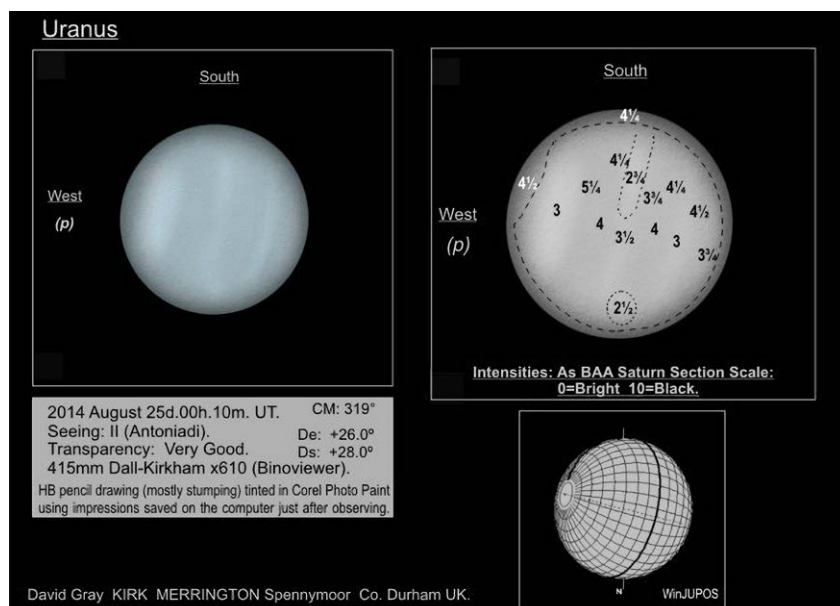 Uranus
South
West
(p)
South
West
(p)
4¼
4½
4¼
2¾
5¼
4¼
3¾
3
4½
4
4
3½
3
3¾
2½
Intensities: As BAA Saturn Section Scale:
0=Bright 10=Black.
2014 August 25d.00h.10m. UT. CM: 319°
Seeing: II (Antoniadi). De: +26.0º
Transparency: Very Good. Ds: +28.0º
415mm Dall-Kirkham x610 (Binoviewer).
HB pencil drawing (mostly stumping) tinted in Corel Photo Paint
using impressions saved on the computer just after observing.
N
WinJUPOS
David Gray KIRK MERRINGTON Spennymoor Co. Durham UK.